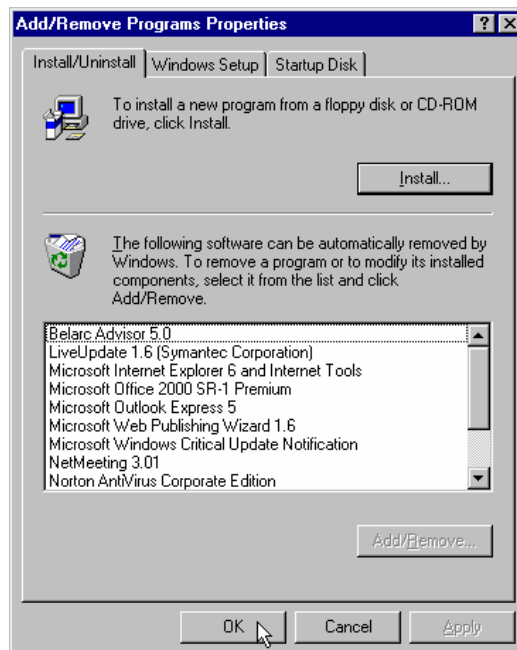 Add/Remove Programs Properties
Install/Uninstall Windows Setup Startup Disk
To install a new program from a floppy disk or CD-ROM
drive, click Install.
Install...
The following software can be automatically removed by
Windows. To remove a program or to modify its installed
components, select it from the list and click
Add/Remove.
Belarc Advisor 5.0
LiveUpdate 1.6 (Symantec Corporation)
Microsoft Internet Explorer 6 and Internet Tools
Microsoft Office 2000 SR-1 Premium
Microsoft Outlook Express 5
Microsoft Web Publishing Wizard 1.6
Microsoft Windows Critical Update Notification
NetMeeting 3.01
Norton AntiVirus Corporate Edition
Add/Remove...
OK Cancel Apply